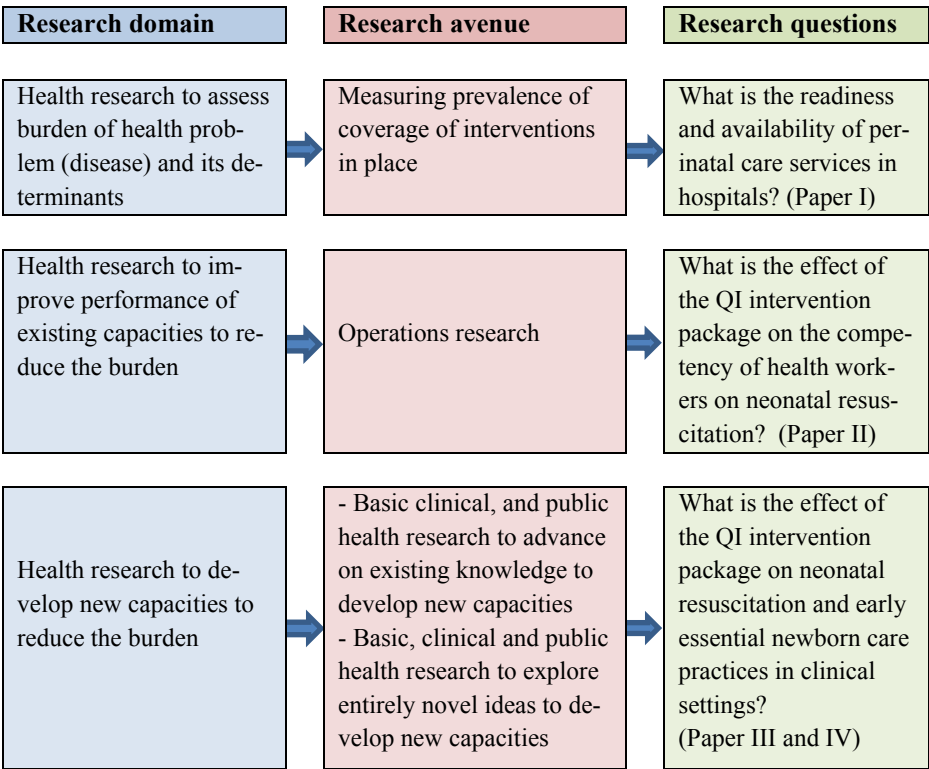 Research domain
Research avenue
Research questions
Health research to assess
burden of health prob-
lem (disease) and its de-
terminants
Measuring prevalence of
coverage of interventions
in place
What is the readiness
and availability of per-
inatal care services in
hospitals? (Paper I)
Health research to im-
prove performance of
existing capacities to re-
duce the burden
Operations research
What is the effect of
the QI intervention
package on the compe-
tency of health work-
ers on neonatal resus-
citation?  (Paper II)
Health research to de-
velop new capacities to
reduce the burden
- Basic clinical, and public
health research to advance
on existing knowledge to
develop new capacities
- Basic, clinical and public
health research to explore
entirely novel ideas to de-
velop new capacities
What is the effect of
the QI intervention
package on neonatal
resuscitation and early
essential newborn care
practices in clinical
settings?
(Paper III and IV)